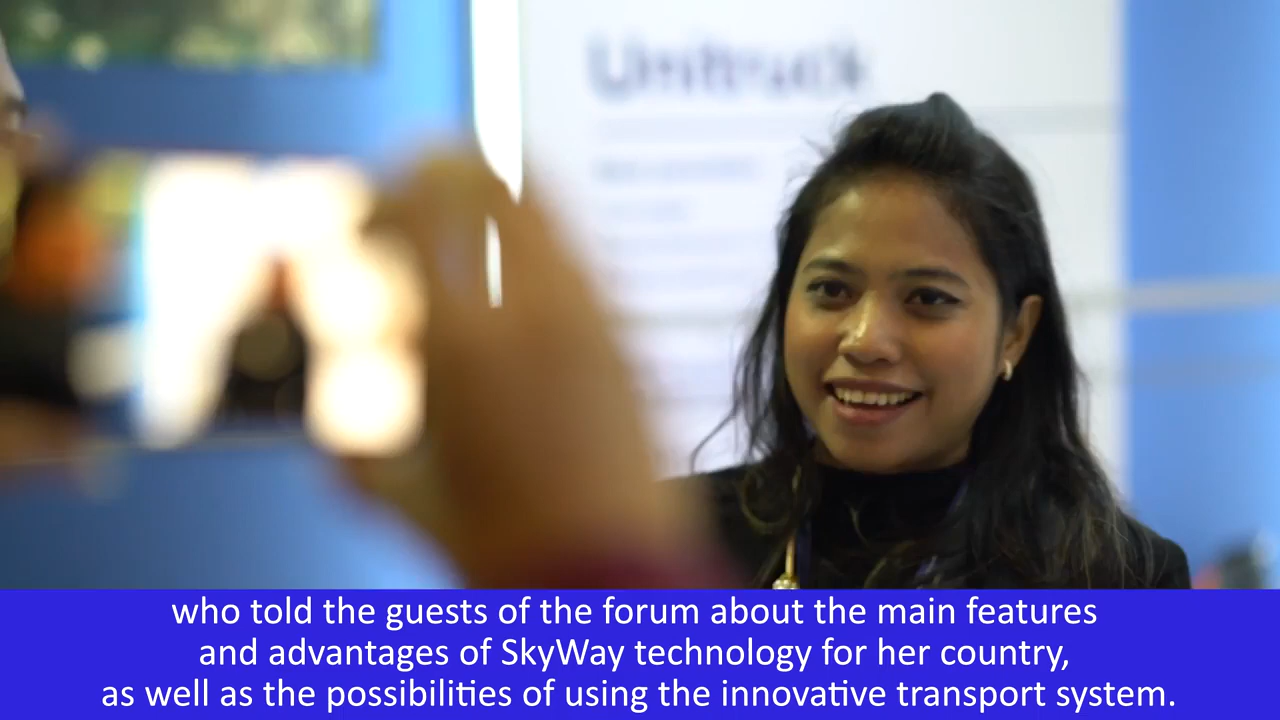 Unitruck
who told the guests of the forum about the main features
and advantages of SkyWay technology for her country,
as well as the possibilities of using the innovative transport system.